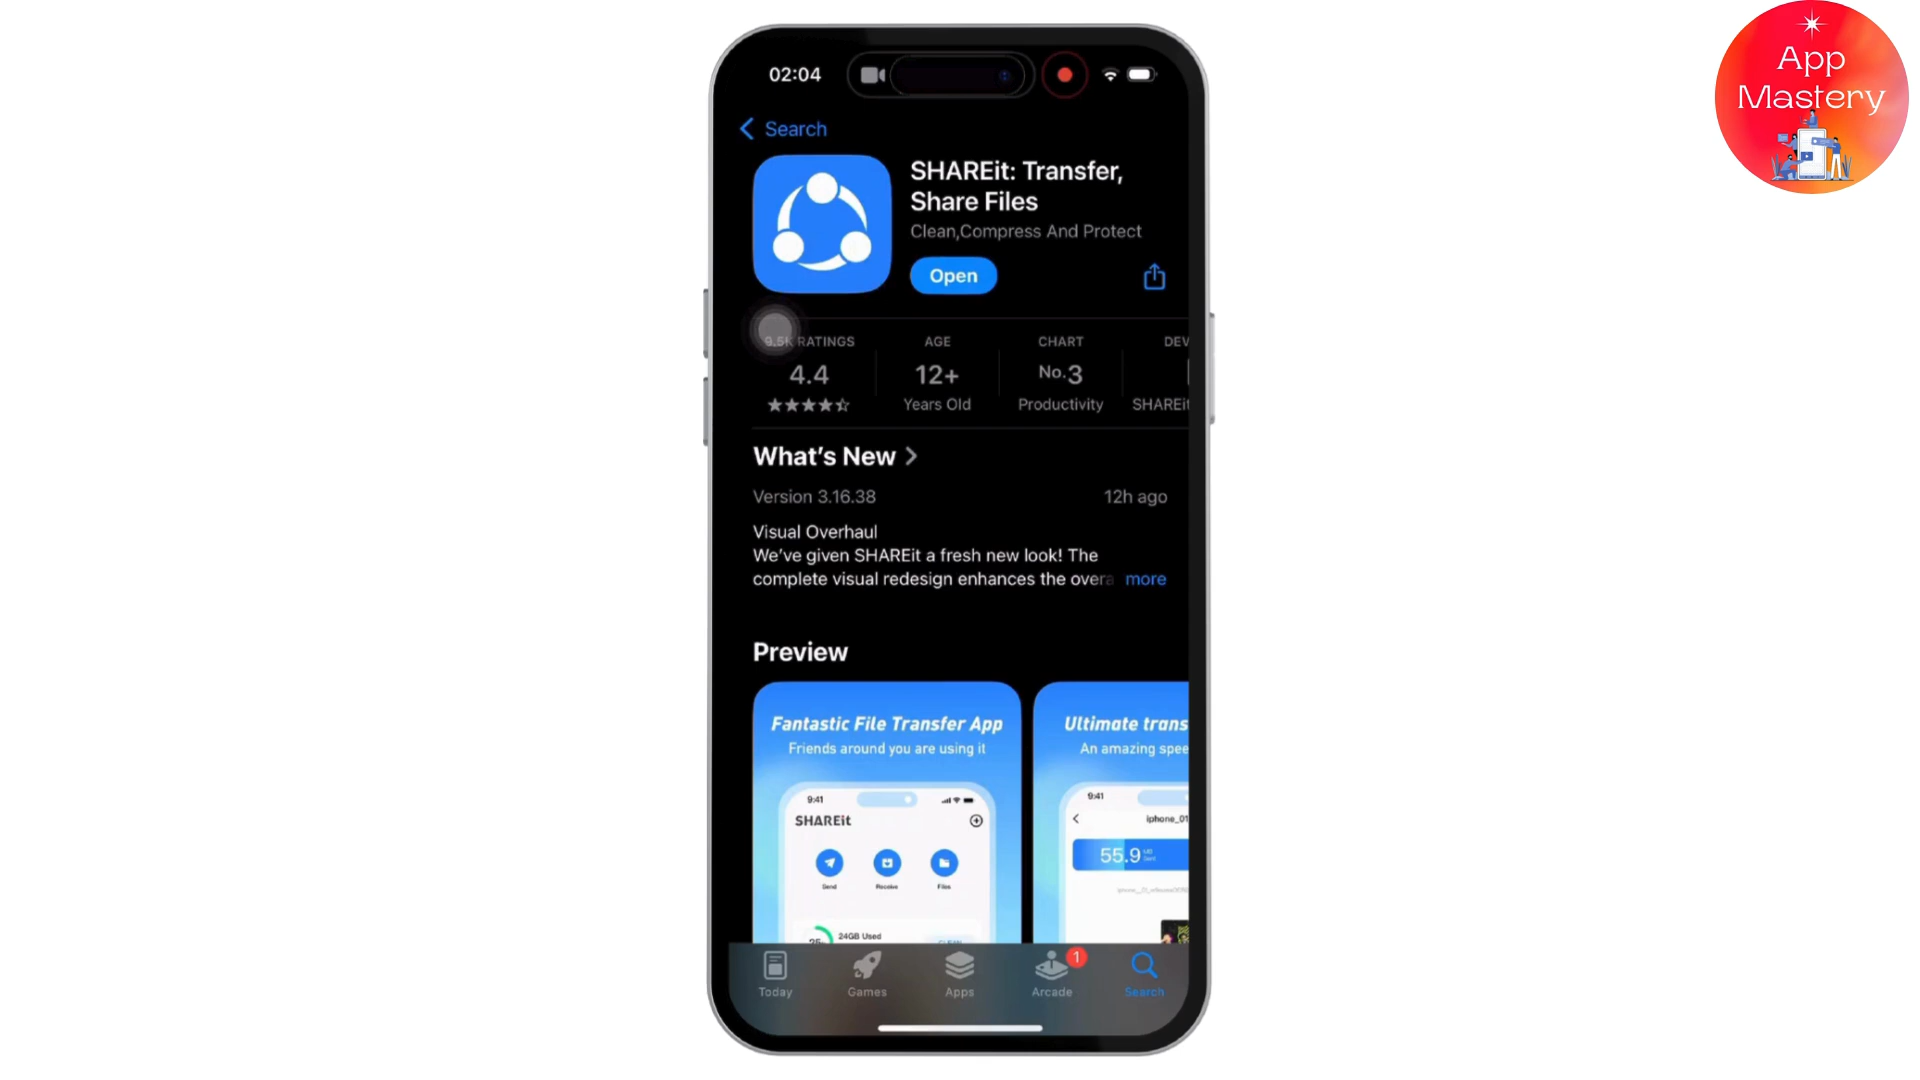 App
Mastery
02:04
Search
SHAREit: Transfer,
Share Files
Clean,Compress And Protect
Open
9.5K RATINGS
4.4
AGE
12+
Years Old
CHART
No.3
Productivity
DEV
SHAREit
What's New
Version 3.16.38
12h ago
Visual Overhaul
We've given SHAREit a fresh new look! The
complete visual redesign enhances the overa more
Preview
Fantastic File Transfer App
Friends around you are using it
9:41
SHAREit
Send
Receive
Files
24GB Used
Ultimate trans
An amazing spee
9:41
iphone_01
55.9 MB
Sent
Today
Games
Apps
Arcade
1
Search